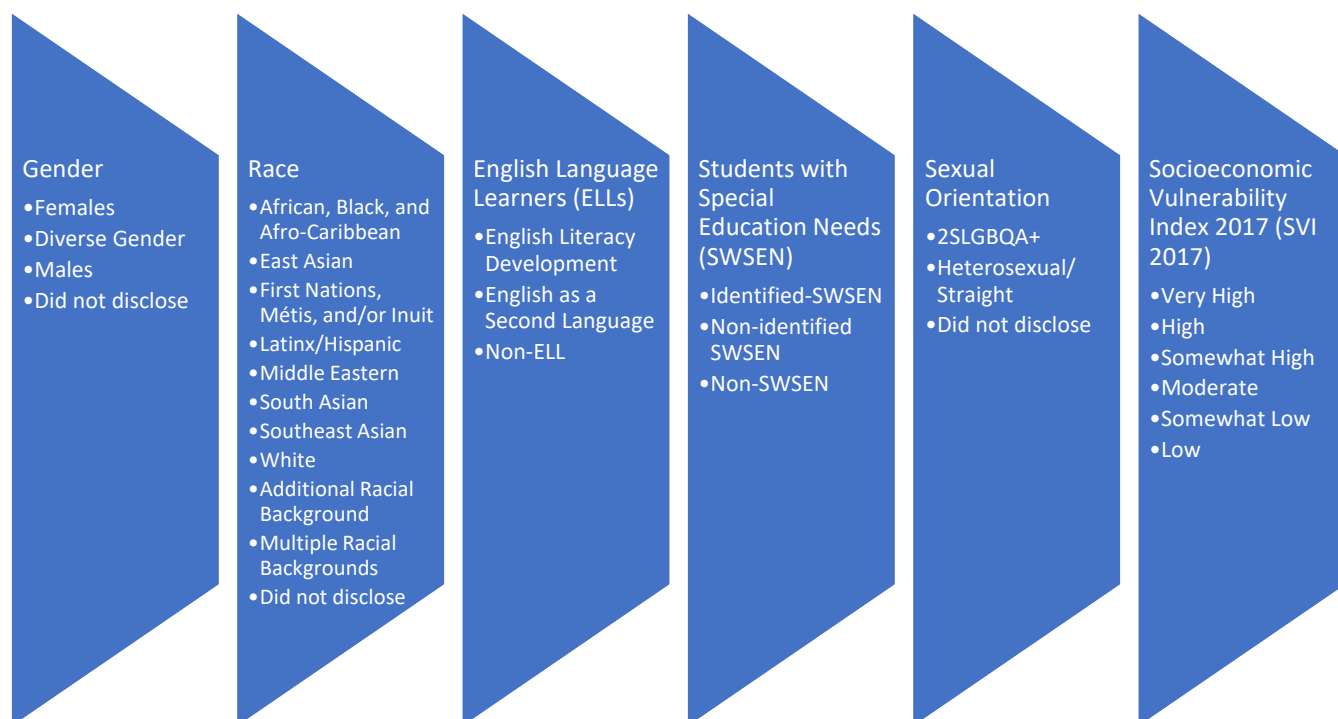 Gender
•Females
•Diverse Gender
•Males
•Did not disclose
Race
•African, Black, and
Afro-Caribbean
•East Asian
•First Nations,
Métis, and/or Inuit
•Latinx/Hispanic
•Middle Eastern
•South Asian
•Southeast Asian
•White
•Additional Racial
Background
•Multiple Racial
Backgrounds
•Did not disclose
English Language
Learners (ELLs)
•English Literacy
Development
•English as a
Second Language
•Non-ELL
Students with
Special
Education Needs
(SWSEN)
•Identified-SWSEN
•Non-identified
SWSEN
•Non-SWSEN
Sexual
Orientation
•2SLGBQA+
•Heterosexual/
Straight
•Did not disclose
Socioeconomic
Vulnerability
Index 2017 (SVI
2017)
•Very High
•High
•Somewhat High
•Moderate
•Somewhat Low
•Low